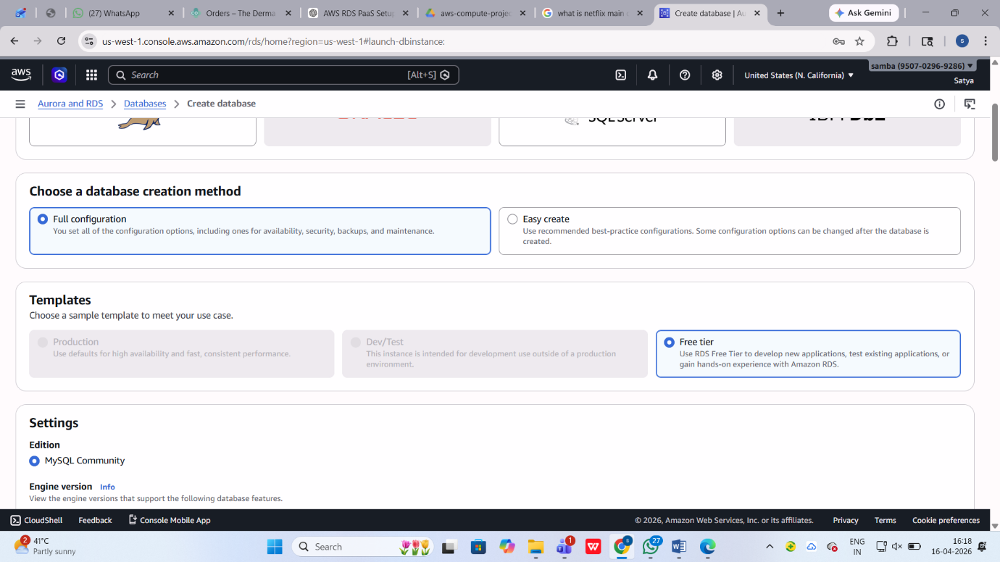 (27) WhatsApp
Orders – The Derma
AWS RDS PaaS Setu
aws-compute-projec
what is netflix main c
Create database | Au
Ask Gemini
us-west-1.console.aws.amazon.com/rds/home?region=us-west-1#launch-dbinstance:
S
aws
Search
[Alt+S]
United States (N. California) ▼
samba (9507-0296-9286) ▼
Satya
Aurora and RDS
Databases
Create database
Choose a database creation method
Full configuration
You set all of the configuration options, including ones for availability, security, backups, and maintenance.
Easy create
Use recommended best-practice configurations. Some configuration options can be changed after the database is
created.
Templates
Choose a sample template to meet your use case.
Production
Use defaults for high availability and fast, consistent performance.
Dev/Test
This instance is intended for development use outside of a production
environment.
Free tier
Use RDS Free Tier to develop new applications, test existing applications, or
gain hands-on experience with Amazon RDS.
Settings
Edition
MySQL Community
Engine version Info
View the engine versions that support the following database features.
CloudShell
Feedback
Console Mobile App
© 2026, Amazon Web Services, Inc. or its affiliates.
Privacy
Terms
Cookie preferences
2
41°C
Partly sunny
Search
1
27
ENG
IN
16:18
16-04-2026